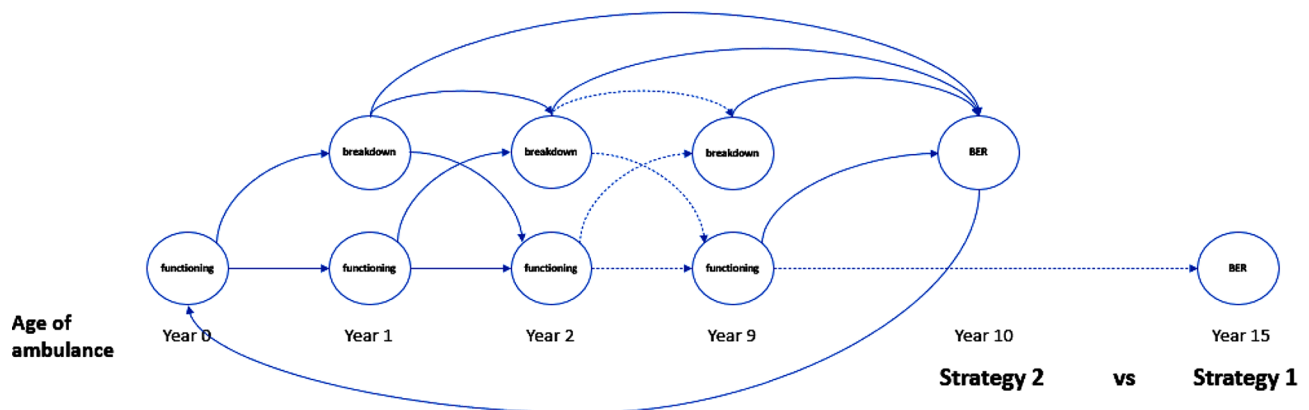 breakdown
breakdown
breakdown
BER
functioning
functioning
functioning
functioning
BER
Age of
ambulance
Year 0
Year 1
Year 2
Year 9
Year 10
Year 15
Strategy 2
vs
Strategy 1